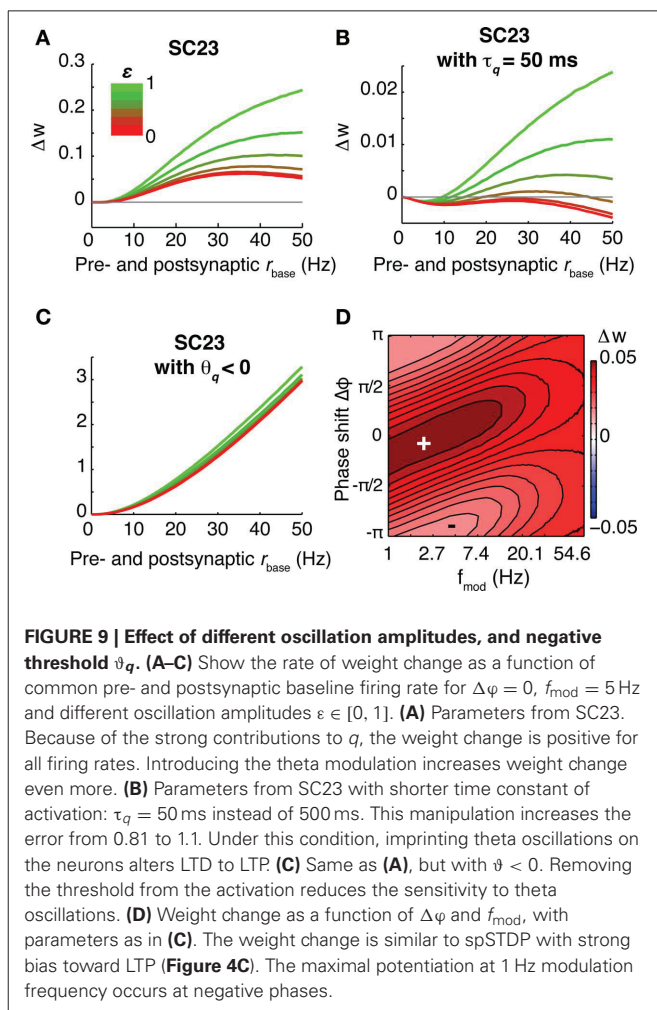 A
SC23
0.3
0.2
0.1
0
Δw
ε
1
0
0 10 20 30 40 50
Pre- and postsynaptic r_base (Hz)
B
SC23
with τ_q = 50 ms
0.02
0.01
0
Δw
0 10 20 30 40 50
Pre- and postsynaptic r_base (Hz)
C
SC23
with θ_q < 0
3
2
1
0
0 10 20 30 40 50
Pre- and postsynaptic r_base (Hz)
D
π
π/2
0
-π/2
-π
Phase shift Δϕ
+
-
1 2.7 7.4 20.1 54.6
f_mod (Hz)
Δw
0.05
0
−0.05
FIGURE 9 | Effect of different oscillation amplitudes, and negative
threshold ϑ_q. (A–C) Show the rate of weight change as a function of
common pre- and postsynaptic baseline firing rate for Δφ = 0, f_mod = 5 Hz
and different oscillation amplitudes ε ∈ [0, 1]. (A) Parameters from SC23.
Because of the strong contributions to q, the weight change is positive for
all firing rates. Introducing the theta modulation increases weight change
even more. (B) Parameters from SC23 with shorter time constant of
activation: τ_q = 50 ms instead of 500 ms. This manipulation increases the
error from 0.81 to 1.1. Under this condition, imprinting theta oscillations on
the neurons alters LTD to LTP. (C) Same as (A), but with ϑ < 0. Removing
the threshold from the activation reduces the sensitivity to theta
oscillations. (D) Weight change as a function of Δφ and f_mod, with
parameters as in (C). The weight change is similar to spSTDP with strong
bias toward LTP (Figure 4C). The maximal potentiation at 1 Hz modulation
frequency occurs at negative phases.